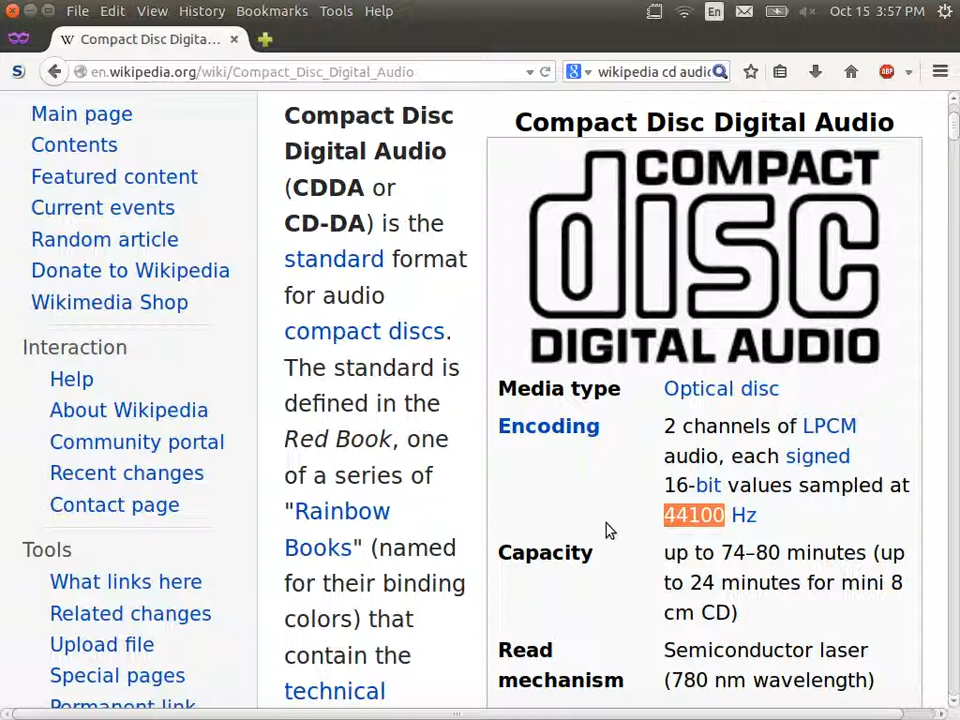 File Edit View History Bookmarks Tools Help
En
Oct 15 3:57 PM
W Compact Disc Digita... ×
S en.wikipedia.org/wiki/Compact_Disc_Digital_Audio
8 wikipedia cd audic
ABP
Main page
Contents
Featured content
Current events
Random article
Donate to Wikipedia
Wikimedia Shop
Interaction
Help
About Wikipedia
Community portal
Recent changes
Contact page
Tools
What links here
Related changes
Upload file
Special pages
Permanent link
Compact Disc
Digital Audio
(CDDA or
CD-DA) is the
standard format
for audio
compact discs.
The standard is
defined in the
Red Book, one
of a series of
"Rainbow
Books" (named
for their binding
colors) that
contain the
technical
Compact Disc Digital Audio
COMPACT
disc
DIGITAL AUDIO
Media type Optical disc
Encoding 2 channels of LPCM
audio, each signed
16-bit values sampled at
44100 Hz
Capacity up to 74–80 minutes (up
to 24 minutes for mini 8
cm CD)
Read Semiconductor laser
mechanism (780 nm wavelength)